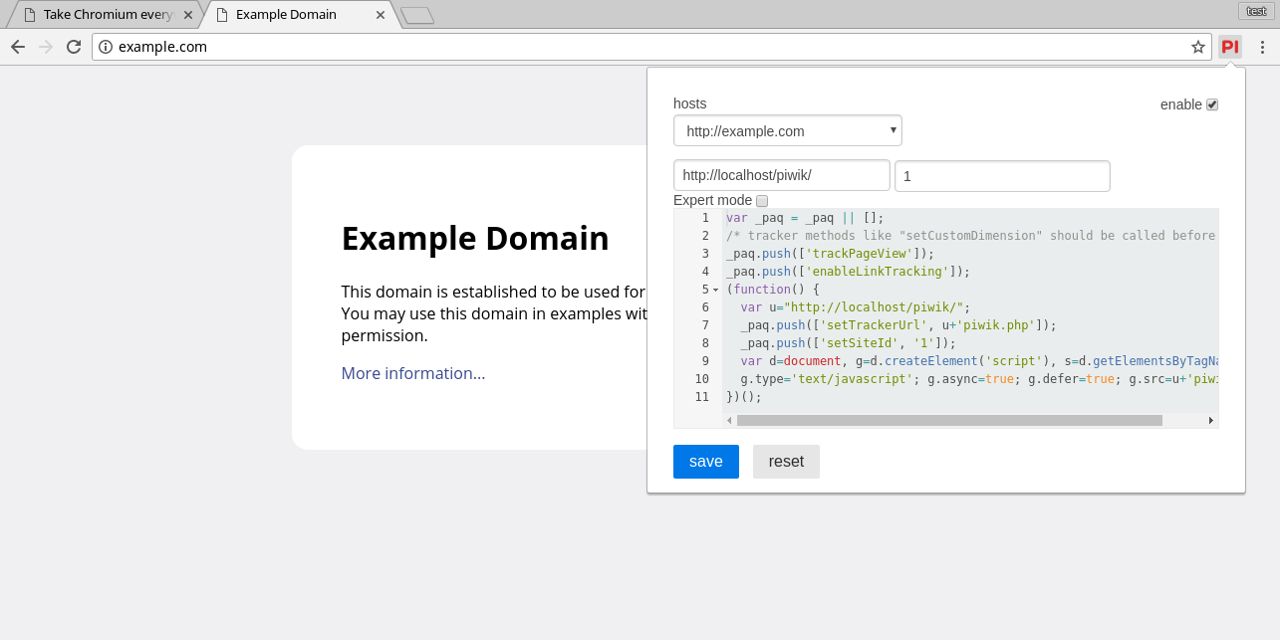 Take Chromium every
Example Domain
test
example.com
PI
hosts
enable
http://example.com
http://localhost/piwik/
1
Expert mode
Example Domain
This domain is established to be used for
You may use this domain in examples wit
permission.
More information...
1 var _paq = _paq || [];
2 /* tracker methods like "setCustomDimension" should be called before
3 _paq.push(['trackPageView']);
4 _paq.push(['enableLinkTracking']);
5 (function() {
6 var u="http://localhost/piwik/";
7 _paq.push(['setTrackerUrl', u+'piwik.php']);
8 _paq.push(['setSiteId', '1']);
9 var d=document, g=d.createElement('script'), s=d.getElementsByTagNa
10 g.type='text/javascript'; g.async=true; g.defer=true; g.src=u+'piwi
11 })();
save
reset